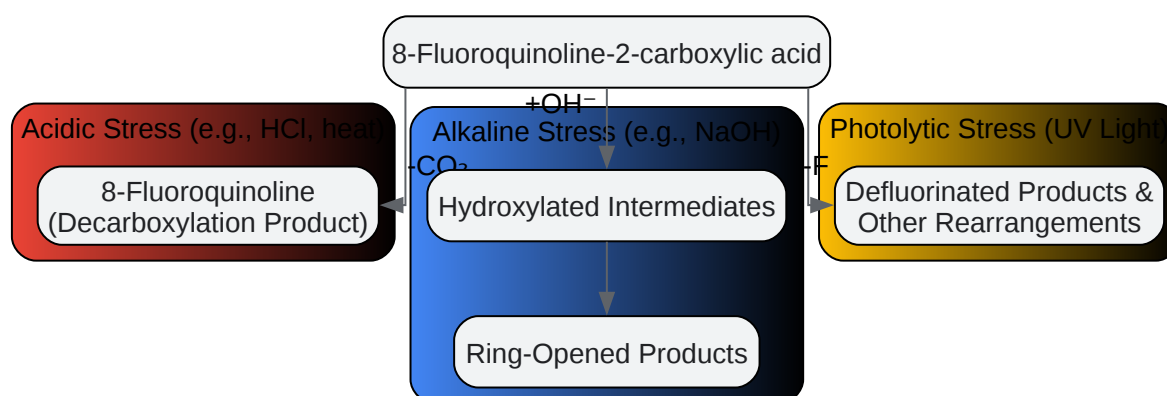 8-Fluoroquinoline-2-carboxylic acid
+OH⁻
Acidic Stress (e.g., HCl, heat)
Alkaline Stress (e.g., NaOH)
Photolytic Stress (UV Light)
-CO₂
-F
8-Fluoroquinoline
(Decarboxylation Product)
Hydroxylated Intermediates
Defluorinated Products &
Other Rearrangements
Ring-Opened Products